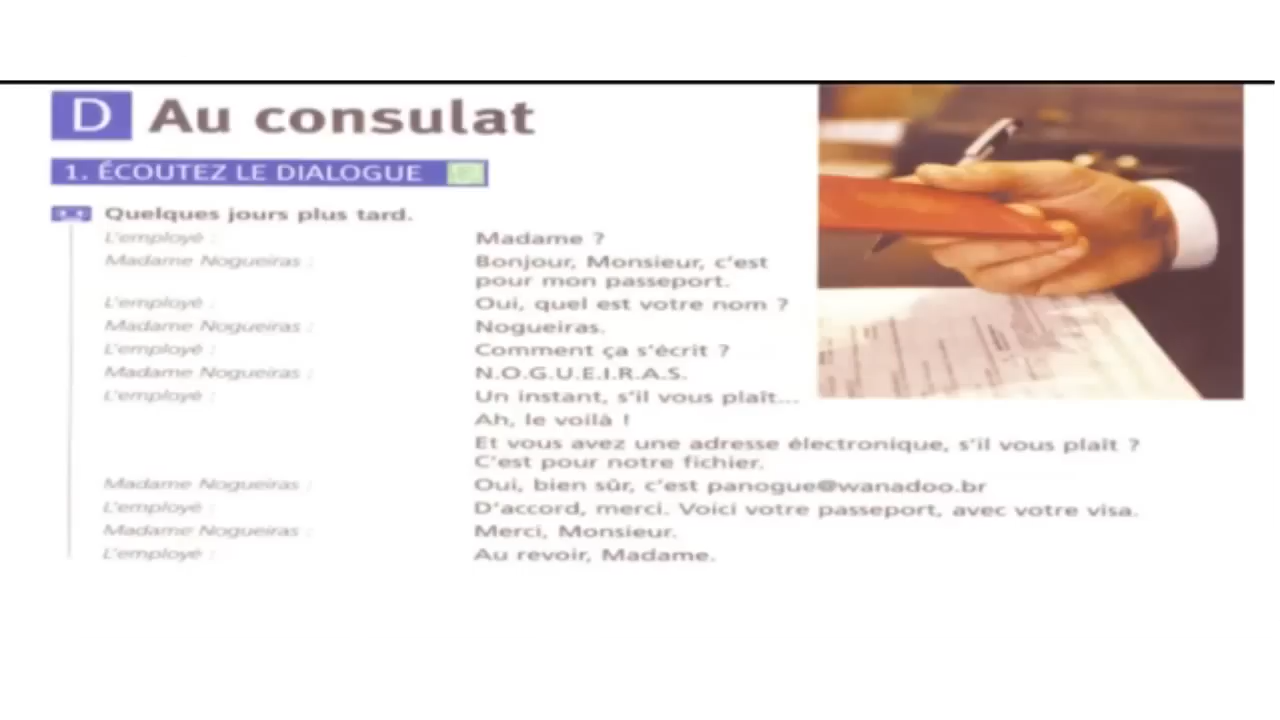 D Au consulat
1. ÉCOUTEZ LE DIALOGUE
Quelques jours plus tard.
L'employé : Madame ?
Madame Nogueiras : Bonjour, Monsieur, c'est
pour mon passeport.
L'employé : Oui, quel est votre nom ?
Madame Nogueiras : Nogueiras.
L'employé : Comment ça s'écrit ?
Madame Nogueiras : N.O.G.U.E.I.R.A.S.
L'employé : Un instant, s'il vous plaît...
Ah, le voilà !
Et vous avez une adresse électronique, s'il vous plaît ?
C'est pour notre fichier.
Madame Nogueiras : Oui, bien sûr, c'est panogue@wanadoo.br
L'employé : D'accord, merci. Voici votre passeport, avec votre visa.
Madame Nogueiras : Merci, Monsieur.
L'employé : Au revoir, Madame.